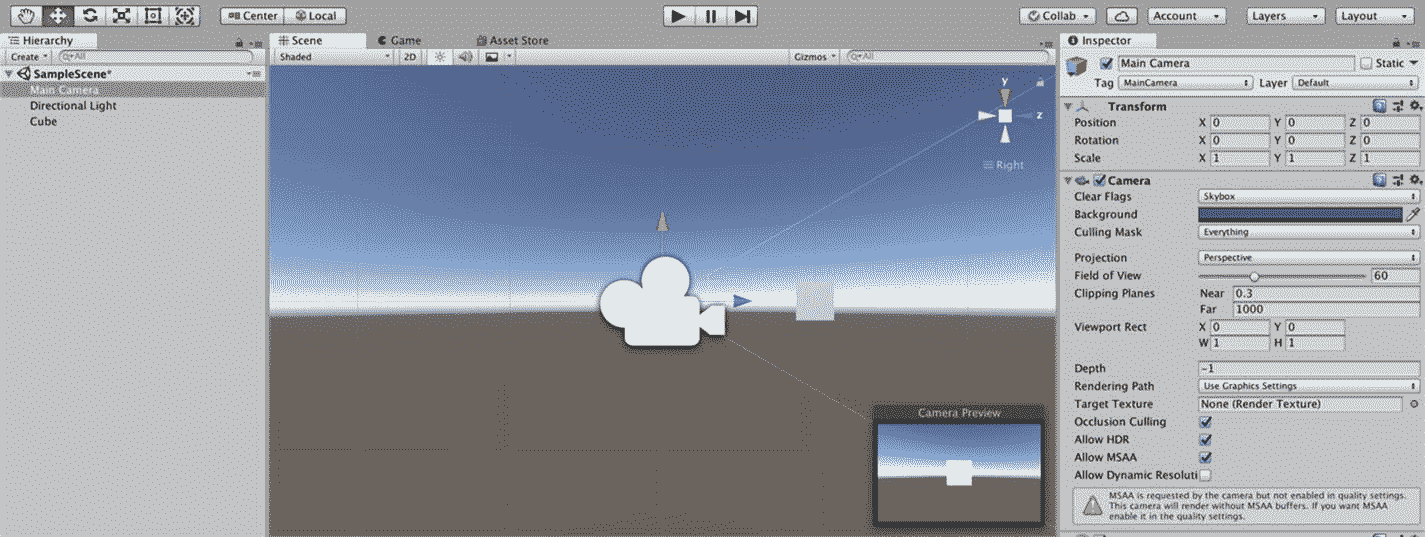 Center Local Collab Account Layers Layout
Hierarchy
Create All
SampleScene*
Main Camera
Directional Light
Cube
Scene Game Asset Store
Shaded 2D Gizmos All
y
z
Right
Camera Preview
Inspector
Main Camera Static
Tag MainCamera Layer Default
Transform
Position X 0 Y 0 Z 0
Rotation X 0 Y 0 Z 0
Scale X 1 Y 1 Z 1
Camera
Clear Flags Skybox
Background
Culling Mask Everything
Projection Perspective
Field of View 60
Clipping Planes Near 0.3
Far 1000
Viewport Rect X 0 Y 0
W 1 H 1
Depth -1
Rendering Path Use Graphics Settings
Target Texture None (Render Texture)
Occlusion Culling
Allow HDR
Allow MSAA
Allow Dynamic Resoluti
MSAA is requested by the camera but not enabled in quality settings.
This camera will render without MSAA buffers. If you want MSAA
enable it in the quality settings.